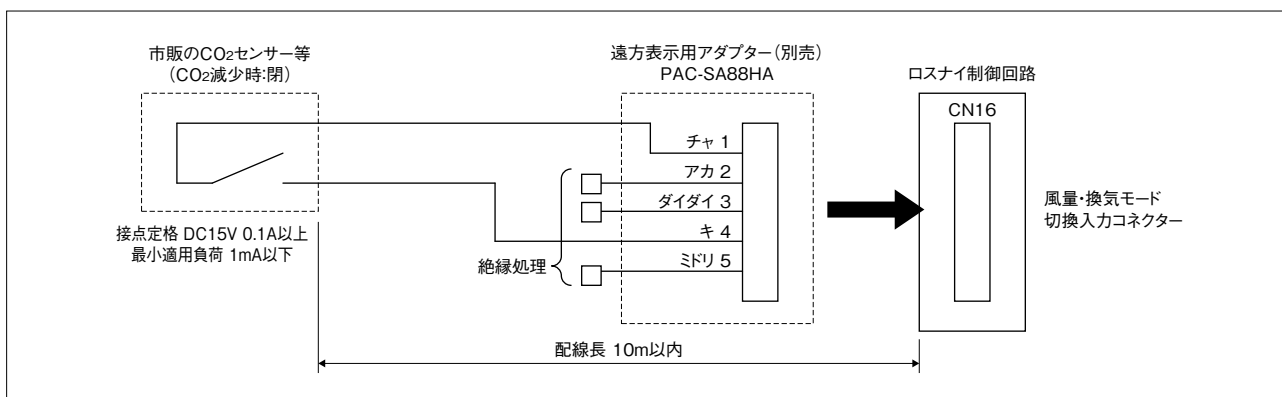 市販のCO2センサー等
（CO2減少時:閉）
接点定格 DC15V 0.1A以上
最小適用負荷 1mA以下
遠方表示用アダプター（別売）
PAC-SA88HA
チャ 1
アカ 2
ダイダイ 3
キ 4
ミドリ 5
絶縁処理
ロスナイ制御回路
CN16
風量・換気モード
切換入力コネクター
配線長 10m以内